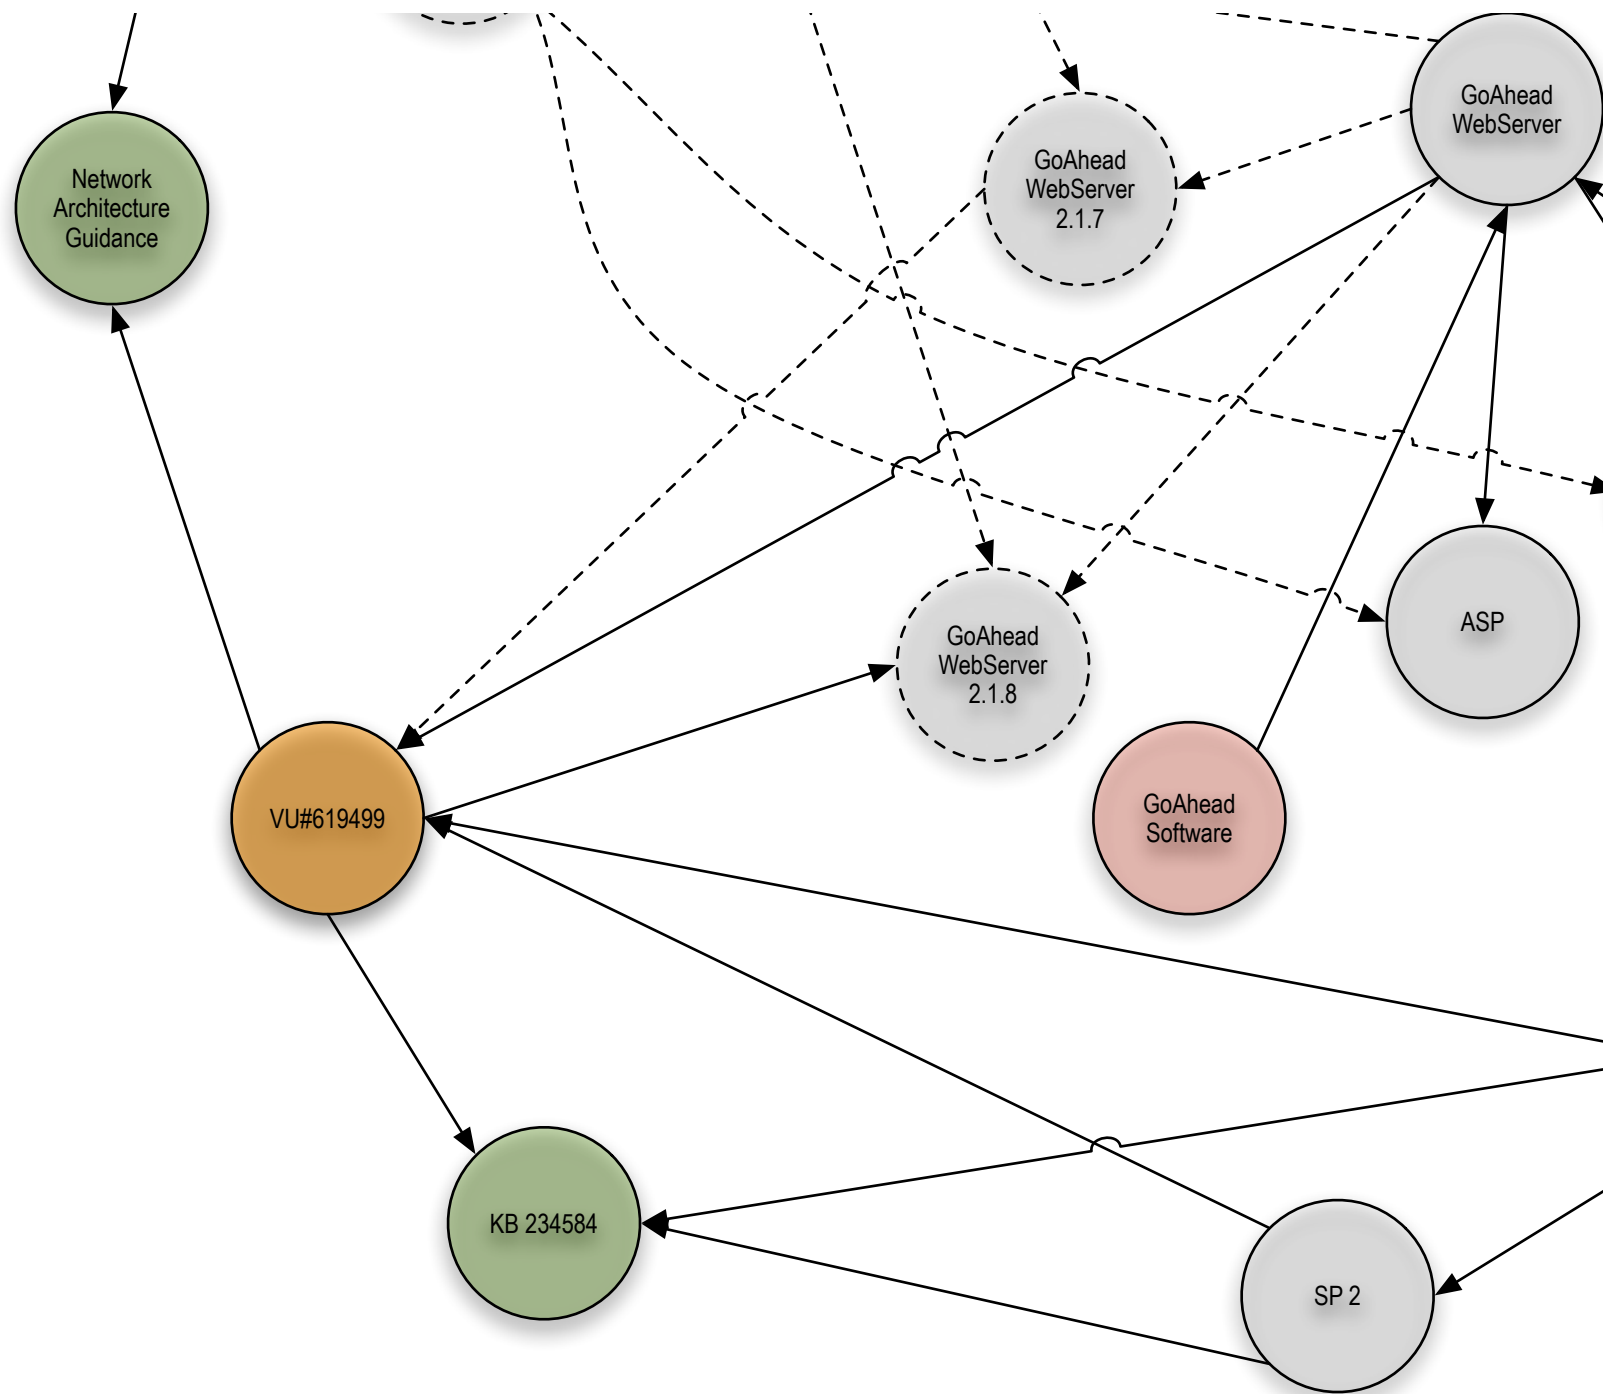 GoAhead
WebServer
GoAhead
WebServer
2.1.7
Network
Architecture
Guidance
ASP
GoAhead
WebServer
2.1.8
VU#619499
GoAhead
Software
KB 234584
SP 2